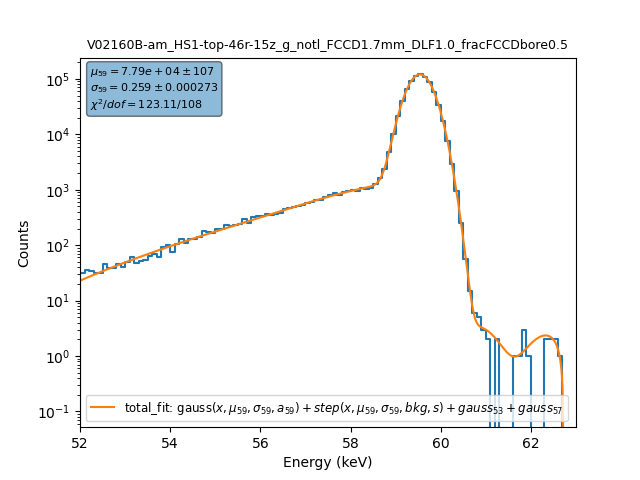 V02160B-am_HS1-top-46r-15z_g_notl_FCCD1.7mm_DLF1.0_fracFCCDbore0.5
μ₅₉ = 7.79e + 04 ± 107
σ₅₉ = 0.259 ± 0.000273
χ²/dof = 123.11/108
10⁵
10⁴
10³
10²
10¹
10⁰
10⁻¹
Counts
total_fit: gauss(x, μ₅₉, σ₅₉, a₅₉) + step(x, μ₅₉, σ₅₉, bkg, s) + gauss₅₃ + gauss₅₇
52 54 56 58 60 62
Energy (keV)